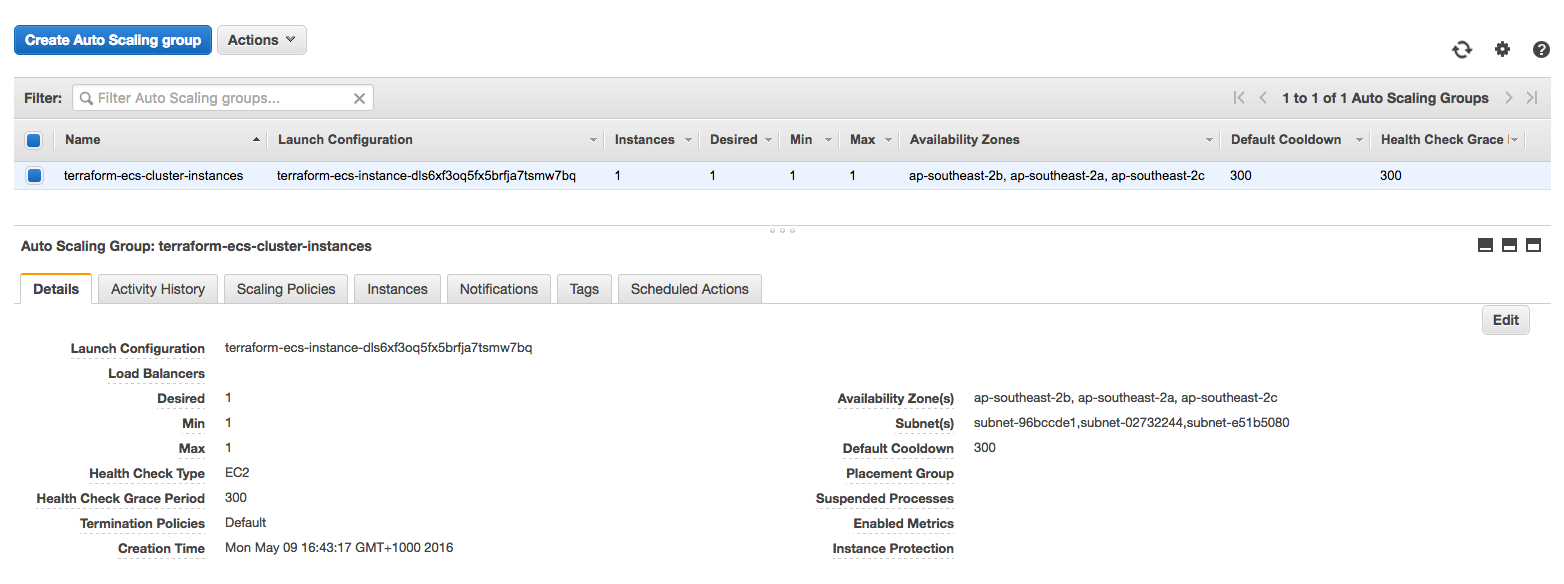 Create Auto Scaling group Actions
Filter: Filter Auto Scaling groups... 1 to 1 of 1 Auto Scaling Groups
Name Launch Configuration Instances Desired Min Max Availability Zones Default Cooldown Health Check Grace
terraform-ecs-cluster-instances terraform-ecs-instance-dls6xf3oq5fx5brfja7tsmw7bq 1 1 1 1 ap-southeast-2b, ap-southeast-2a, ap-southeast-2c 300 300
Auto Scaling Group: terraform-ecs-cluster-instances
Details Activity History Scaling Policies Instances Notifications Tags Scheduled Actions
Edit
Launch Configuration terraform-ecs-instance-dls6xf3oq5fx5brfja7tsmw7bq
Load Balancers
Desired 1 Availability Zone(s) ap-southeast-2b, ap-southeast-2a, ap-southeast-2c
Min 1 Subnet(s) subnet-96bccde1,subnet-02732244,subnet-e51b5080
Max 1 Default Cooldown 300
Health Check Type EC2 Placement Group
Health Check Grace Period 300 Suspended Processes
Termination Policies Default Enabled Metrics
Creation Time Mon May 09 16:43:17 GMT+1000 2016 Instance Protection